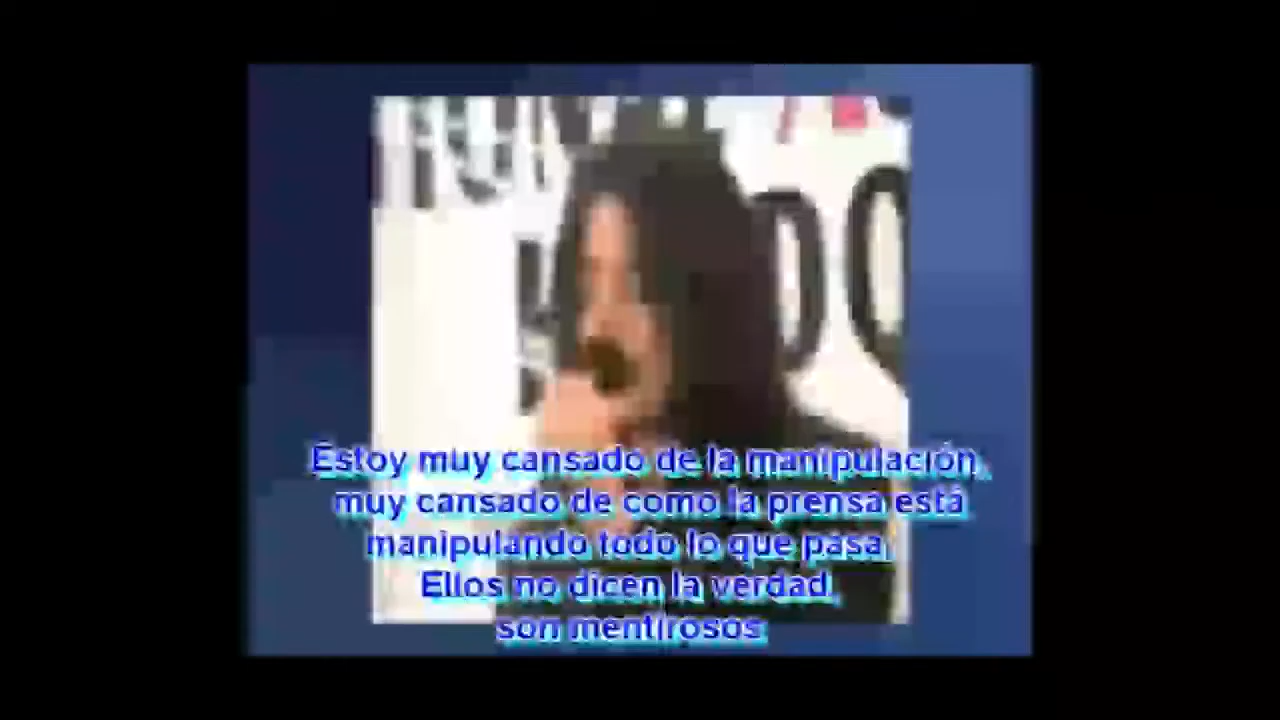 Estoy muy cansado de la manipulación,
muy cansado de como la prensa está
manipulando todo lo que pasa,
Ellos no dicen la verdad,
son mentirosos